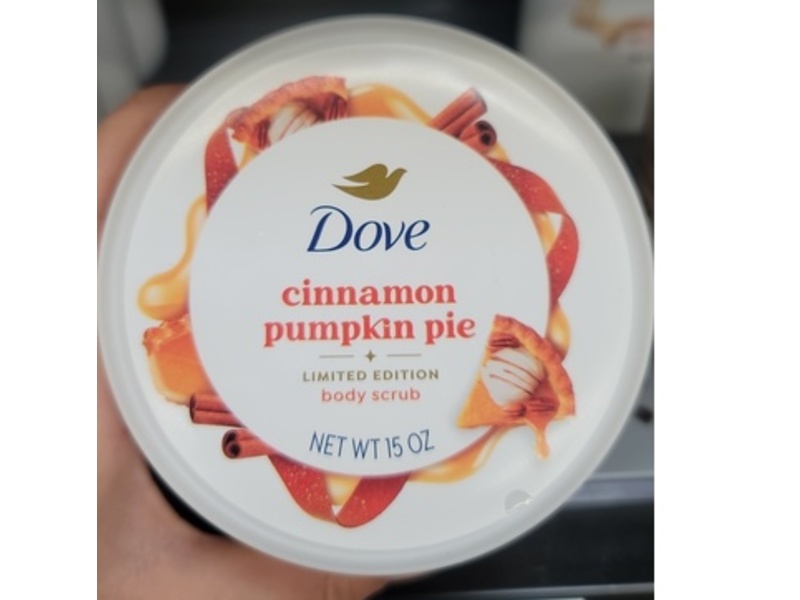 Dove
cinnamon
pumpkin pie
LIMITED EDITION
body scrub
NET WT 15 OZ